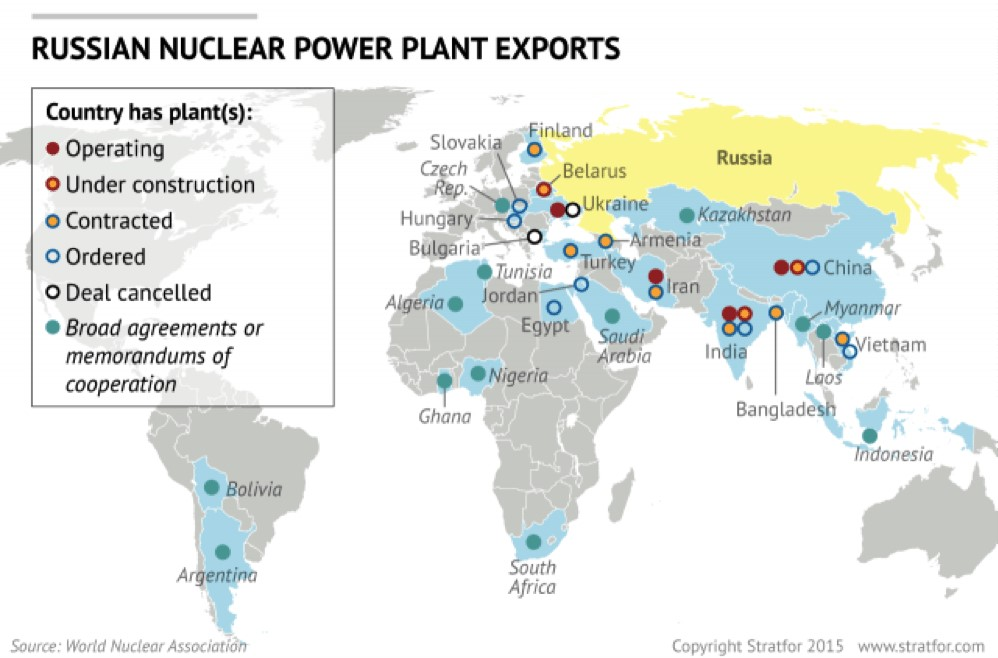 RUSSIAN NUCLEAR POWER PLANT EXPORTS
Country has plant(s):
Operating
Under construction
Contracted
Ordered
Deal cancelled
Broad agreements or
memorandums of
cooperation
Finland
Slovakia
Czech
Rep.
Belarus
Russia
Hungary
Ukraine
Kazakhstan
Bulgaria
Armenia
Turkey
Tunisia
China
Jordan
Iran
Algeria
Egypt
Saudi
Arabia
Myanmar
India
Vietnam
Nigeria
Laos
Ghana
Bangladesh
Indonesia
Bolivia
Argentina
South
Africa
Source: World Nuclear Association
Copyright Stratfor 2015 www.stratfor.com